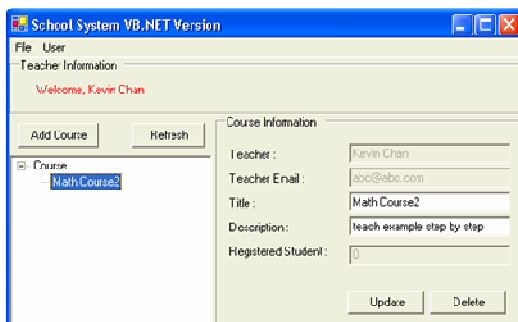 School System VB.NET Version
File User
Teacher Information
Welcome, Kevin Chan
Add Course Refresh
Course
Math Course2
Course Information
Teacher : Kevin Chan
Teacher Email : abc@abc.com
Title : Math Course2
Description : teach example step by step
Registered Student : 0
Update Delete